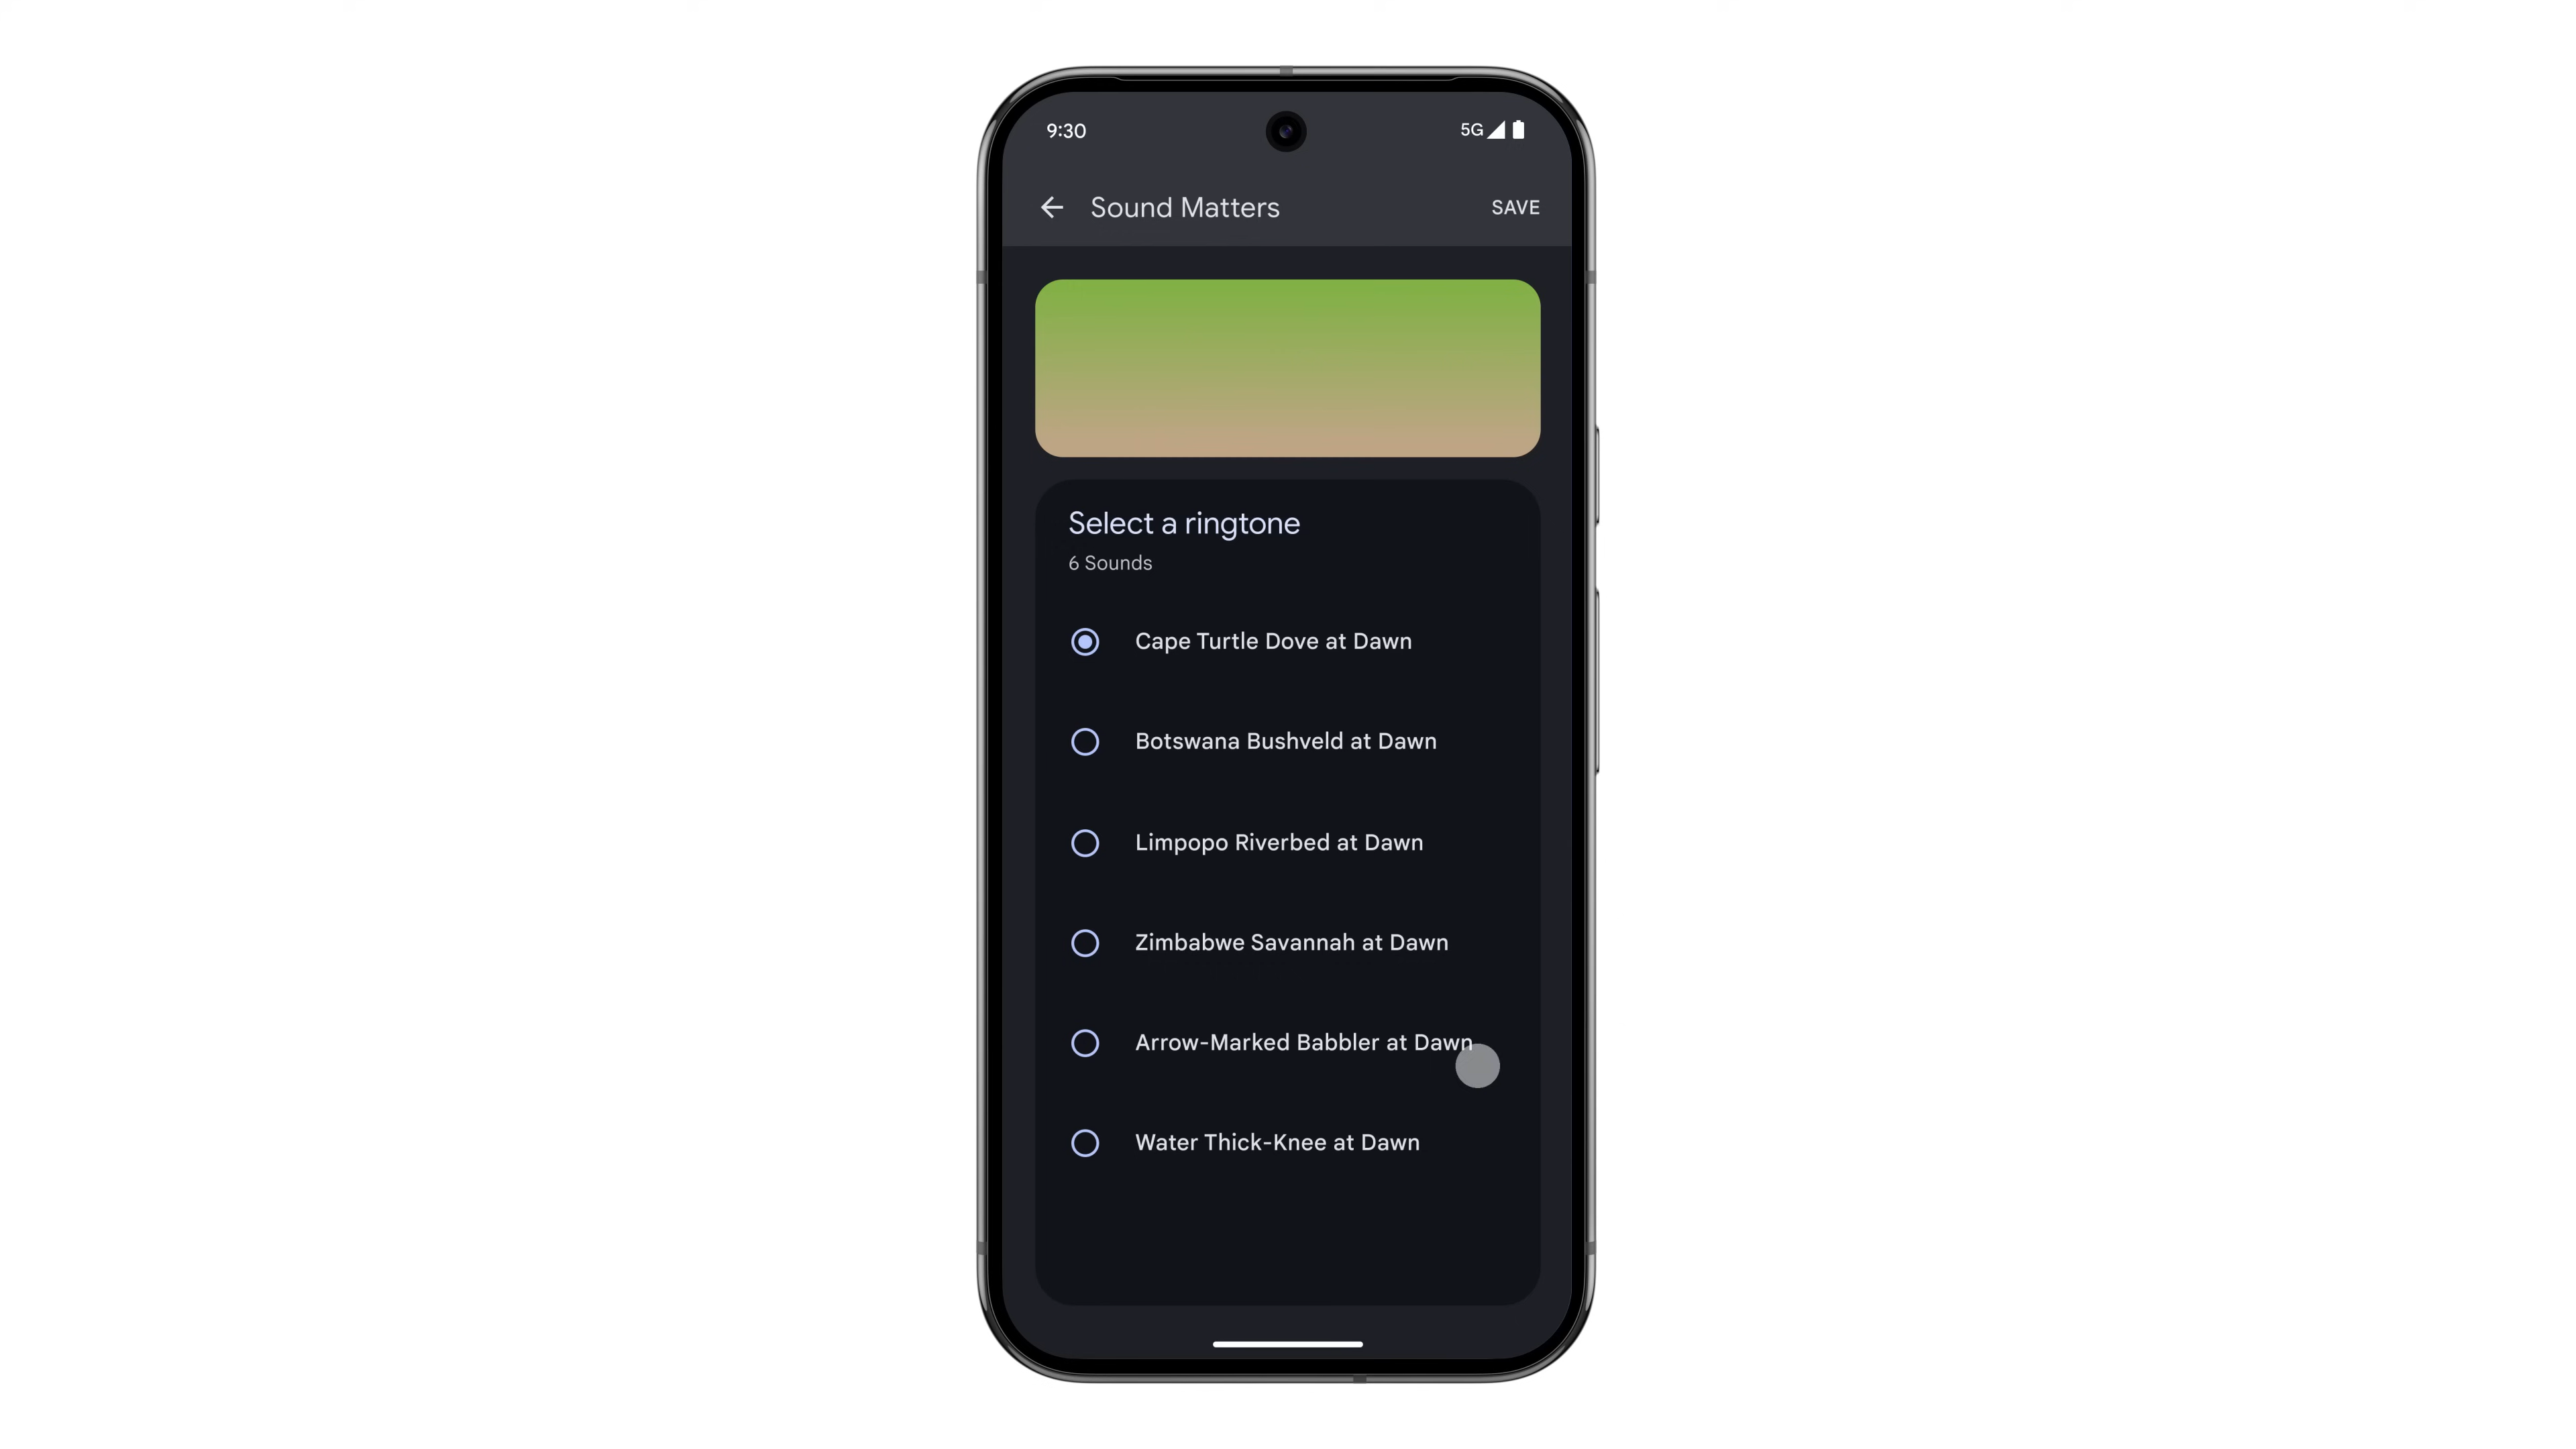 9:30
5G
Sound Matters
SAVE
Select a ringtone
6 Sounds
Cape Turtle Dove at Dawn
Botswana Bushveld at Dawn
Limpopo Riverbed at Dawn
Zimbabwe Savannah at Dawn
Arrow-Marked Babbler at Dawn
Water Thick-Knee at Dawn